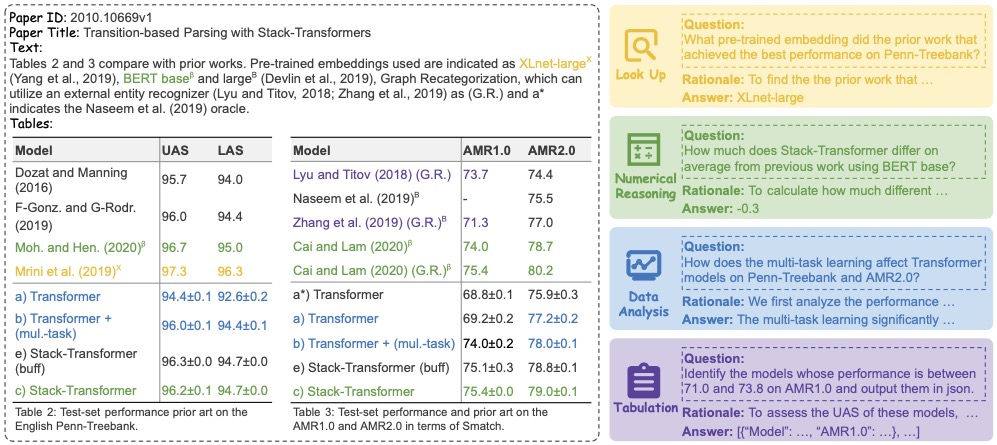 Paper ID: 2010.10669v1
Paper Title: Transition-based Parsing with Stack-Transformers
Text:
Tables 2 and 3 compare with prior works. Pre-trained embeddings used are indicated as XLnet-large^X
(Yang et al., 2019), BERT base^β and large^B (Devlin et al., 2019), Graph Recategorization, which can
utilize an external entity recognizer (Lyu and Titov, 2018; Zhang et al., 2019) as (G.R.) and a*
indicates the Naseem et al. (2019) oracle.
Tables:
Model UAS LAS
Dozat and Manning
(2016) 95.7 94.0
F-Gonz. and G-Rodr.
(2019) 96.0 94.4
Moh. and Hen. (2020)^β 96.7 95.0
Mrini et al. (2019)^X 97.3 96.3
a) Transformer 94.4±0.1 92.6±0.2
b) Transformer +
(mul.-task) 96.0±0.1 94.4±0.1
e) Stack-Transformer
(buff) 96.3±0.0 94.7±0.0
c) Stack-Transformer 96.2±0.1 94.7±0.0
Table 2: Test-set performance prior art on the
English Penn-Treebank.
Model AMR1.0 AMR2.0
Lyu and Titov (2018) (G.R.) 73.7 74.4
Naseem et al. (2019)^B - 75.5
Zhang et al. (2019) (G.R.)^B 71.3 77.0
Cai and Lam (2020)^β 74.0 78.7
Cai and Lam (2020) (G.R.)^β 75.4 80.2
a*) Transformer 68.8±0.1 75.9±0.3
a) Transformer 69.2±0.2 77.2±0.2
b) Transformer + (mul.-task) 74.0±0.2 78.0±0.1
e) Stack-Transformer (buff) 75.1±0.3 78.8±0.1
c) Stack-Transformer 75.4±0.0 79.0±0.1
Table 3: Test-set performance and prior art on the
AMR1.0 and AMR2.0 in terms of Smatch.
Look Up
Question:
What pre-trained embedding did the prior work that
achieved the best performance on Penn-Treebank?
Rationale: To find the the prior work that …
Answer: XLnet-large
Numerical
Reasoning
Question:
How much does Stack-Transformer differ on
average from previous work using BERT base?
Rationale: To calculate how much different …
Answer: -0.3
Data
Analysis
Question:
How does the multi-task learning affect Transformer
models on Penn-Treebank and AMR2.0?
Rationale: We first analyze the performance …
Answer: The multi-task learning significantly …
Tabulation
Question:
Identify the models whose performance is between
71.0 and 73.8 on AMR1.0 and output them in json.
Rationale: To assess the UAS of these models, …
Answer: [{"Model": …, "AMR1.0": …}, …]